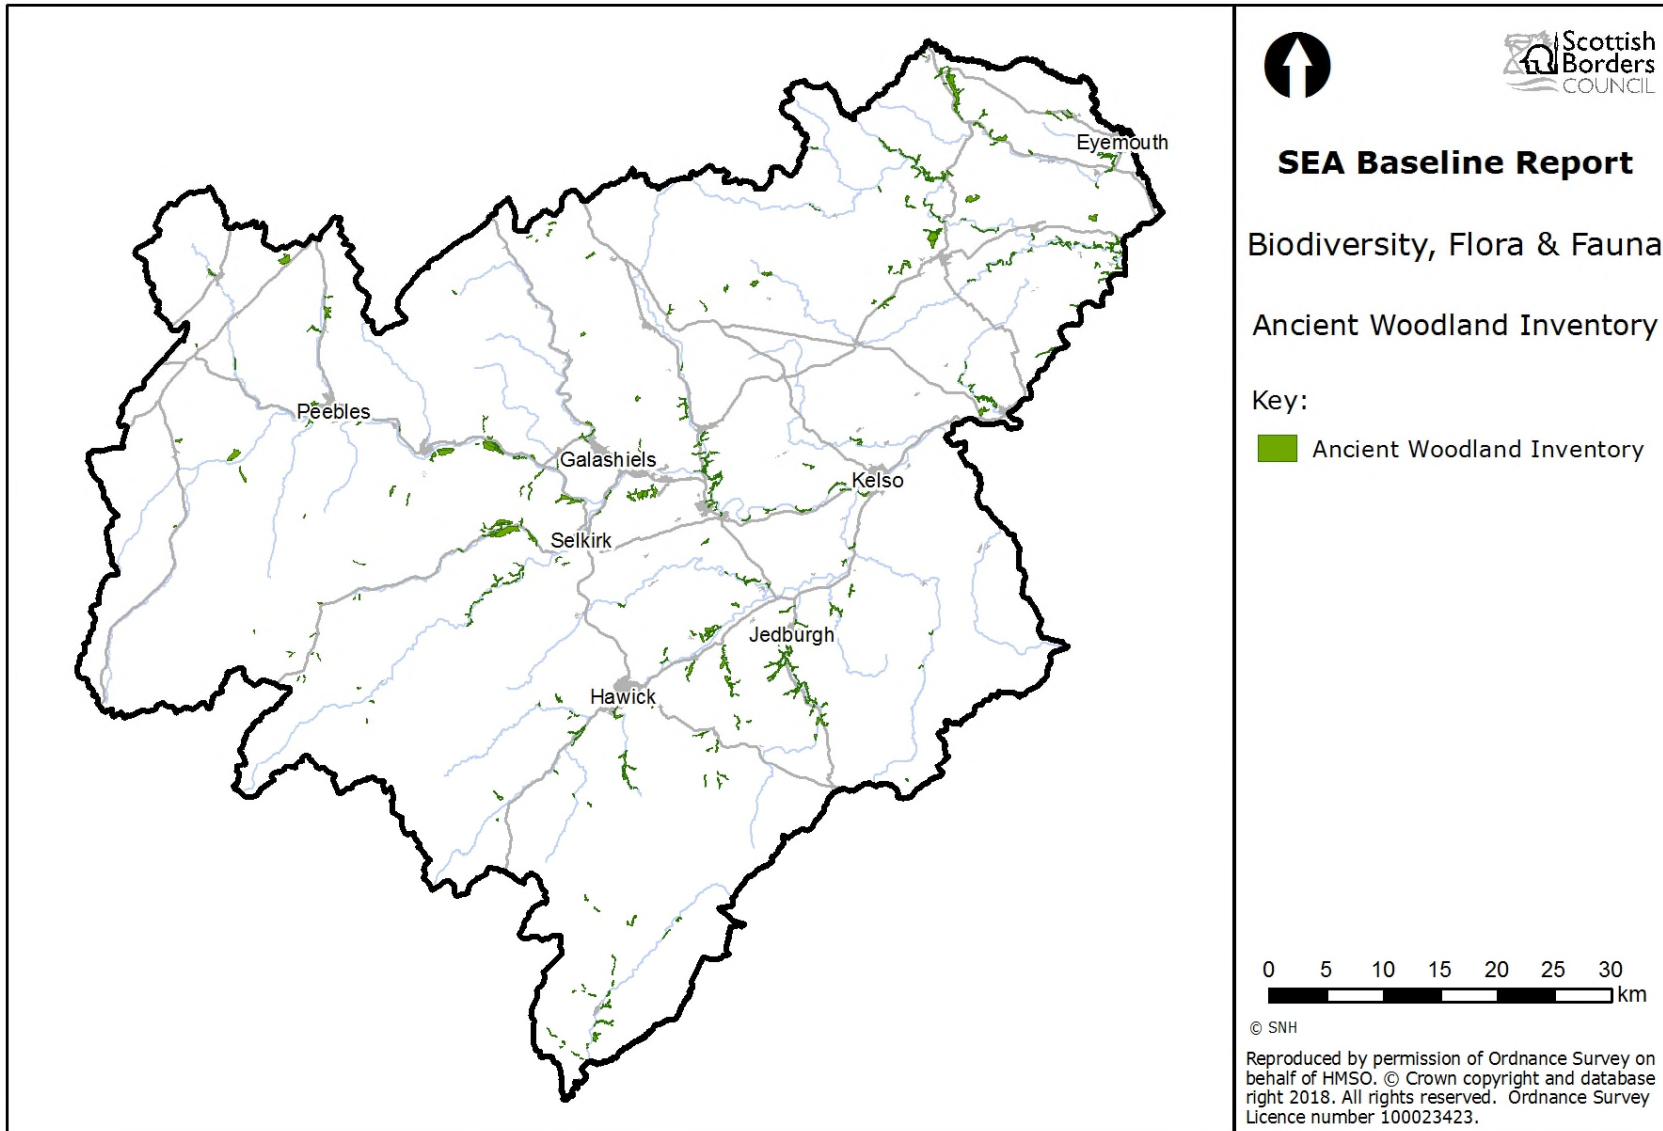 Eyemouth
Peebles
Galashiels
Kelso
Selkirk
Jedburgh
Hawick
Scottish
Borders
COUNCIL
SEA Baseline Report
Biodiversity, Flora & Fauna
Ancient Woodland Inventory
Key:
Ancient Woodland Inventory
0 5 10 15 20 25 30
km
© SNH
Reproduced by permission of Ordnance Survey on
behalf of HMSO. © Crown copyright and database
right 2018. All rights reserved. Ordnance Survey
Licence number 100023423.